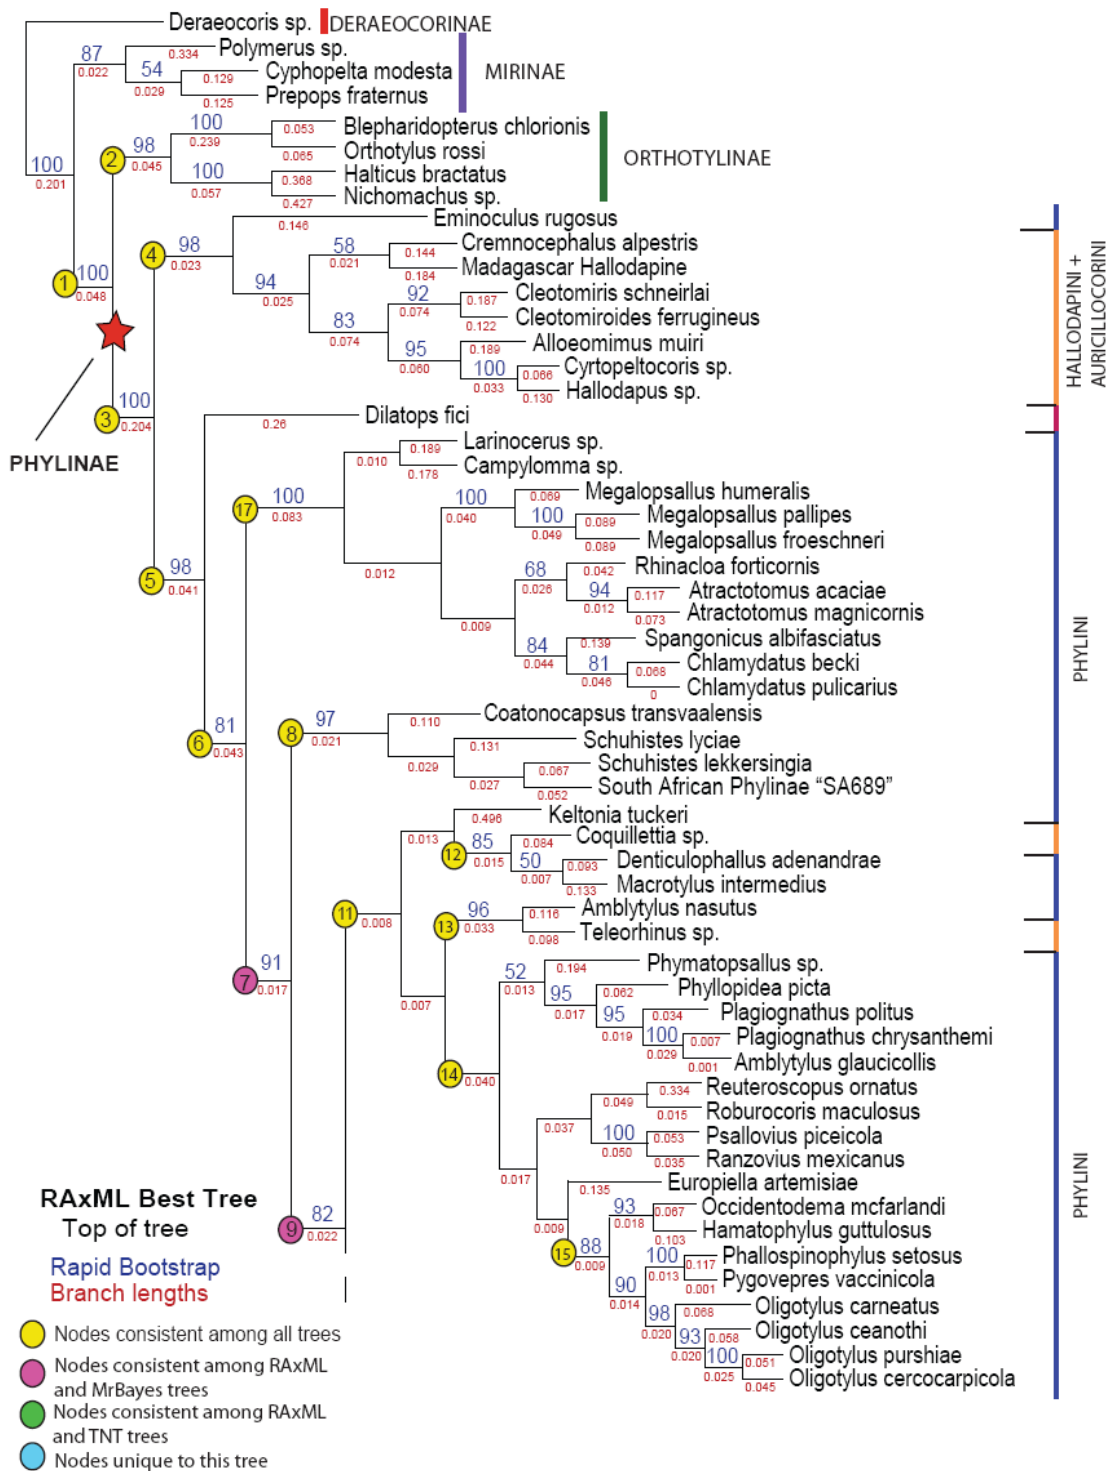 Deraeocoris sp.
DERAEOCORINAE
87
0.022
0.334
Polymerus sp.
54
0.029
0.129
Cyphopelta modesta
0.125
Prepops fraternus
MIRINAE
100
0.201
2
98
0.045
100
0.239
0.053
Blepharidopterus chlorionis
0.065
Orthotylus rossi
100
0.057
0.368
Halticus bractatus
0.427
Nichomachus sp.
ORTHOTYLINAE
1
100
0.048
4
98
0.023
0.146
Eminoculus rugosus
94
0.025
58
0.021
0.144
Cremnocephalus alpestris
0.184
Madagascar Hallodapine
83
0.074
92
0.074
0.187
Cleotomiris schneirlai
0.122
Cleotomiroides ferrugineus
95
0.060
0.189
Alloeomimus muiri
100
0.033
0.066
Cyrtopeltocoris sp.
0.130
Hallodapus sp.
HALLODAPINI +
AURICILLOCORINI
PHYLINAE
3
100
0.204
5
98
0.041
0.26
Dilatops fici
17
100
0.083
0.010
0.189
Larinocerus sp.
0.178
Campylomma sp.
0.012
100
0.040
0.069
Megalopsallus humeralis
100
0.049
0.089
Megalopsallus pallipes
0.089
Megalopsallus froeschneri
0.009
68
0.026
0.042
Rhinacloa forticornis
94
0.012
0.117
Atractotomus acaciae
0.073
Atractotomus magnicornis
84
0.044
0.139
Spangonicus albifasciatus
81
0.046
0.068
Chlamydatus becki
0
Chlamydatus pulicarius
PHYLINI
6
81
0.043
8
97
0.021
0.110
Coatonocapsus transvaalensis
0.029
0.131
Schuhistes lyciae
0.027
0.067
Schuhistes lekkersingia
0.052
South African Phylinae “SA689”
7
91
0.017
11
0.008
0.013
0.496
Keltonia tuckeri
12
85
0.015
0.084
Coquillettia sp.
50
0.007
0.093
Denticulophallus adenandrae
0.133
Macrotylus intermedius
0.007
13
96
0.033
0.116
Amblytylus nasutus
0.098
Teleorhinus sp.
14
0.040
52
0.013
0.194
Phymatopsallus sp.
95
0.017
0.062
Phyllopidea picta
95
0.019
0.034
Plagiognathus politus
100
0.029
0.007
Plagiognathus chrysanthemi
0.001
Amblytylus glaucicollis
0.017
0.037
0.049
0.334
Reuteroscopus ornatus
0.015
Roburocoris maculosus
100
0.050
0.053
Psallovius piceicola
0.035
Ranzovius mexicanus
0.009
0.135
Europiella artemisiae
15
88
0.009
93
0.018
0.067
Occidentodema mcfarlandi
0.103
Hamatophylus guttulosus
90
0.014
100
0.013
0.117
Phallospinophylus setosus
0.001
Pygovepres vaccinicola
98
0.020
0.068
Oligotylus carneatus
93
0.020
0.058
Oligotylus ceanothi
100
0.025
0.051
Oligotylus purshiae
0.045
Oligotylus cercocarpicola
PHYLINI
9
82
0.022
RAxML Best Tree
Top of tree
Rapid Bootstrap
Branch lengths
Nodes consistent among all trees
Nodes consistent among RAxML
and MrBayes trees
Nodes consistent among RAxML
and TNT trees
Nodes unique to this tree